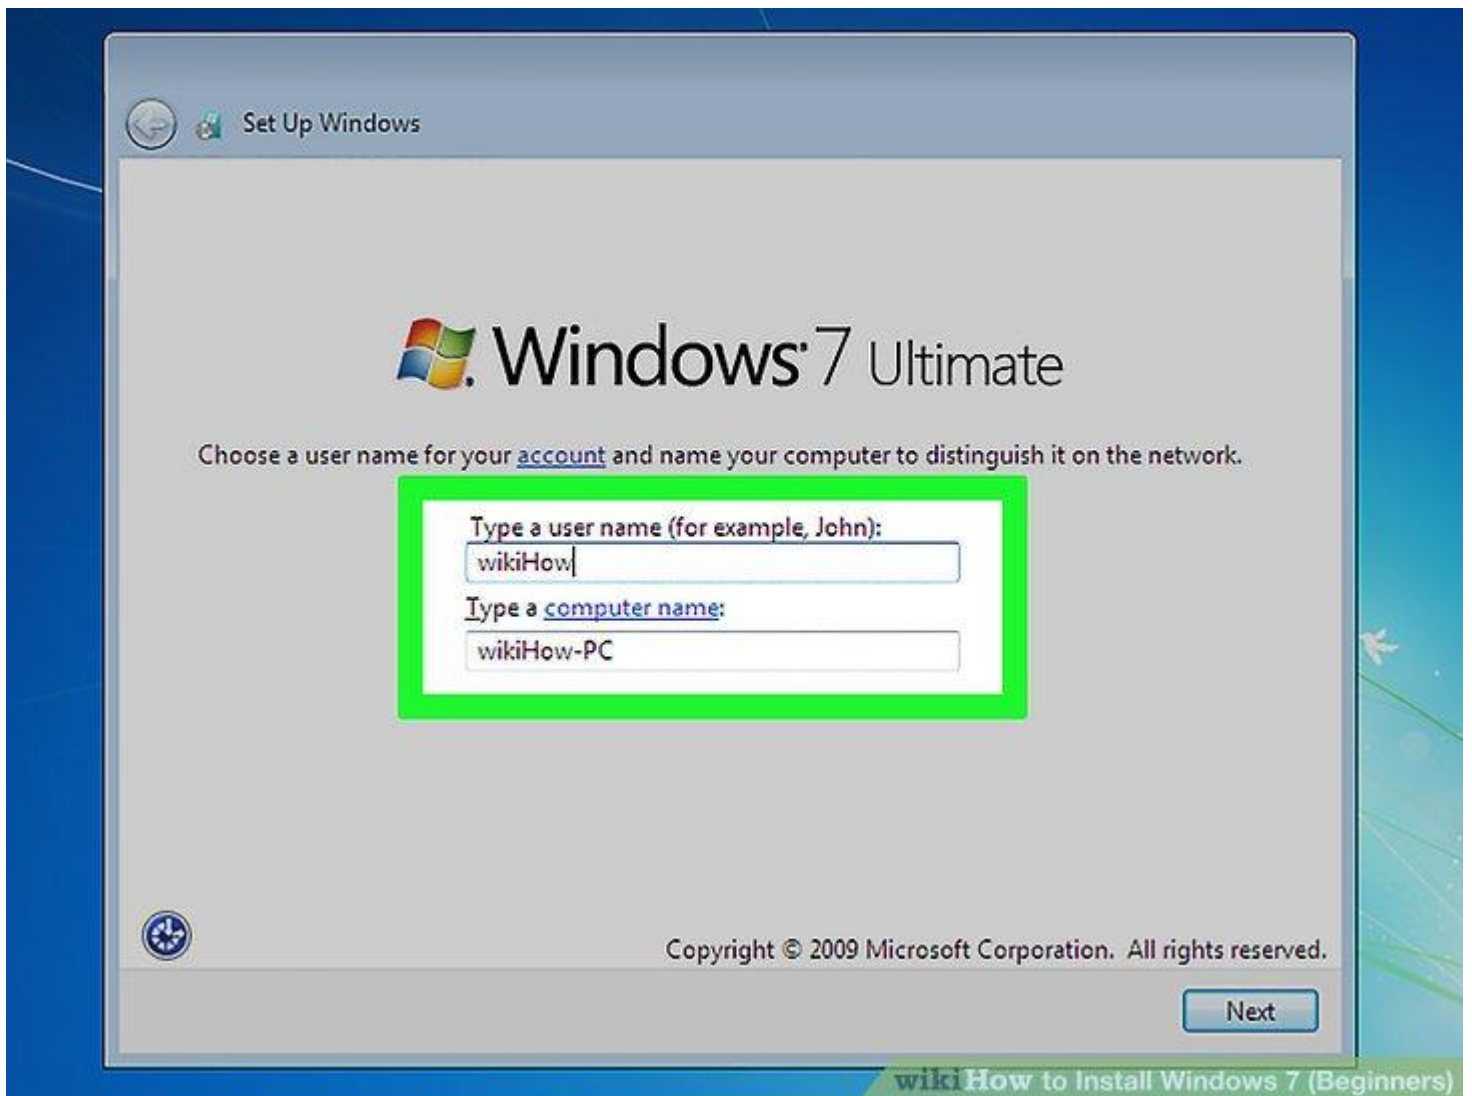 Set Up Windows
Windows 7 Ultimate
Choose a user name for your account and name your computer to distinguish it on the network.
Type a user name (for example, John):
wikiHow
Type a computer name:
wikiHow-PC
Copyright © 2009 Microsoft Corporation. All rights reserved.
Next
wikiHow to Install Windows 7 (Beginners)